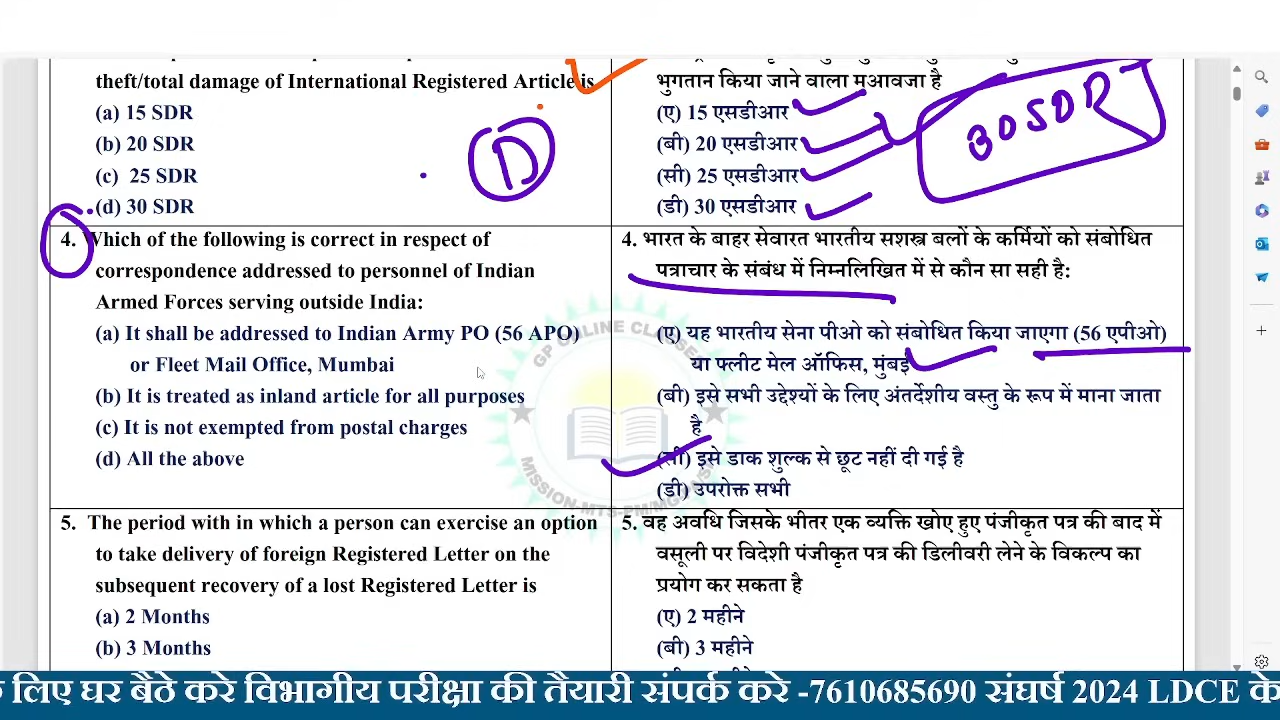 theft/total damage of International Registered Article is
(a) 15 SDR
(b) 20 SDR
(c) 25 SDR
(d) 30 SDR
D
भुगतान किया जाने वाला मुआवजा है
(ए) 15 एसडीआर
(बी) 20 एसडीआर
(सी) 25 एसडीआर
(डी) 30 एसडीआर
30 SDR
4. Which of the following is correct in respect of
correspondence addressed to personnel of Indian
Armed Forces serving outside India:
(a) It shall be addressed to Indian Army PO (56 APO)
or Fleet Mail Office, Mumbai
(b) It is treated as inland article for all purposes
(c) It is not exempted from postal charges
(d) All the above
4. भारत के बाहर सेवारत भारतीय सशस्त्र बलों के कर्मियों को संबोधित
पत्राचार के संबंध में निम्नलिखित में से कौन सा सही है:
(ए) यह भारतीय सेना पीओ को संबोधित किया जाएगा (56 एपीओ)
या फ्लीट मेल ऑफिस, मुंबई
(बी) इसे सभी उद्देश्यों के लिए अंतर्देशीय वस्तु के रूप में माना जाता
है
(सी) इसे डाक शुल्क से छूट नहीं दी गई है
(डी) उपरोक्त सभी
5. The period with in which a person can exercise an option
to take delivery of foreign Registered Letter on the
subsequent recovery of a lost Registered Letter is
(a) 2 Months
(b) 3 Months
5. वह अवधि जिसके भीतर एक व्यक्ति खोए हुए पंजीकृत पत्र की बाद में
वसूली पर विदेशी पंजीकृत पत्र की डिलीवरी लेने के विकल्प का
प्रयोग कर सकता है
(ए) 2 महीने
(बी) 3 महीने
GP ONLINE CLASSES
के लिए घर बैठे करे विभागीय परीक्षा की तैयारी संपर्क करे -7610685690 संघर्ष 2024 LDCE के